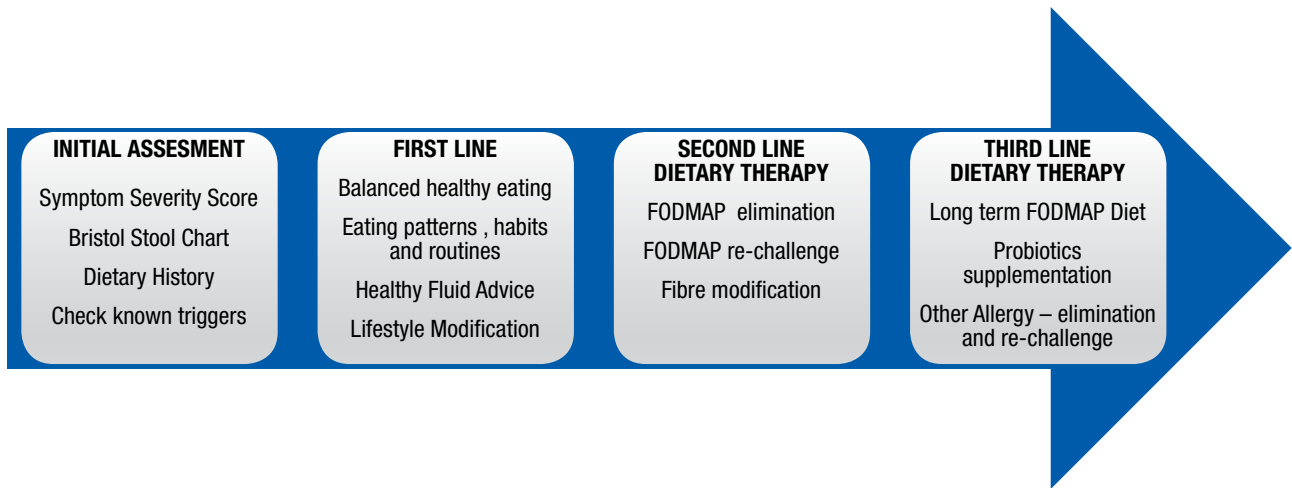 INITIAL ASSESMENT
Symptom Severity Score
Bristol Stool Chart
Dietary History
Check known triggers
FIRST LINE
Balanced healthy eating
Eating patterns , habits
and routines
Healthy Fluid Advice
Lifestyle Modification
SECOND LINE
DIETARY THERAPY
FODMAP elimination
FODMAP re-challenge
Fibre modification
THIRD LINE
DIETARY THERAPY
Long term FODMAP Diet
Probiotics
supplementation
Other Allergy – elimination
and re-challenge